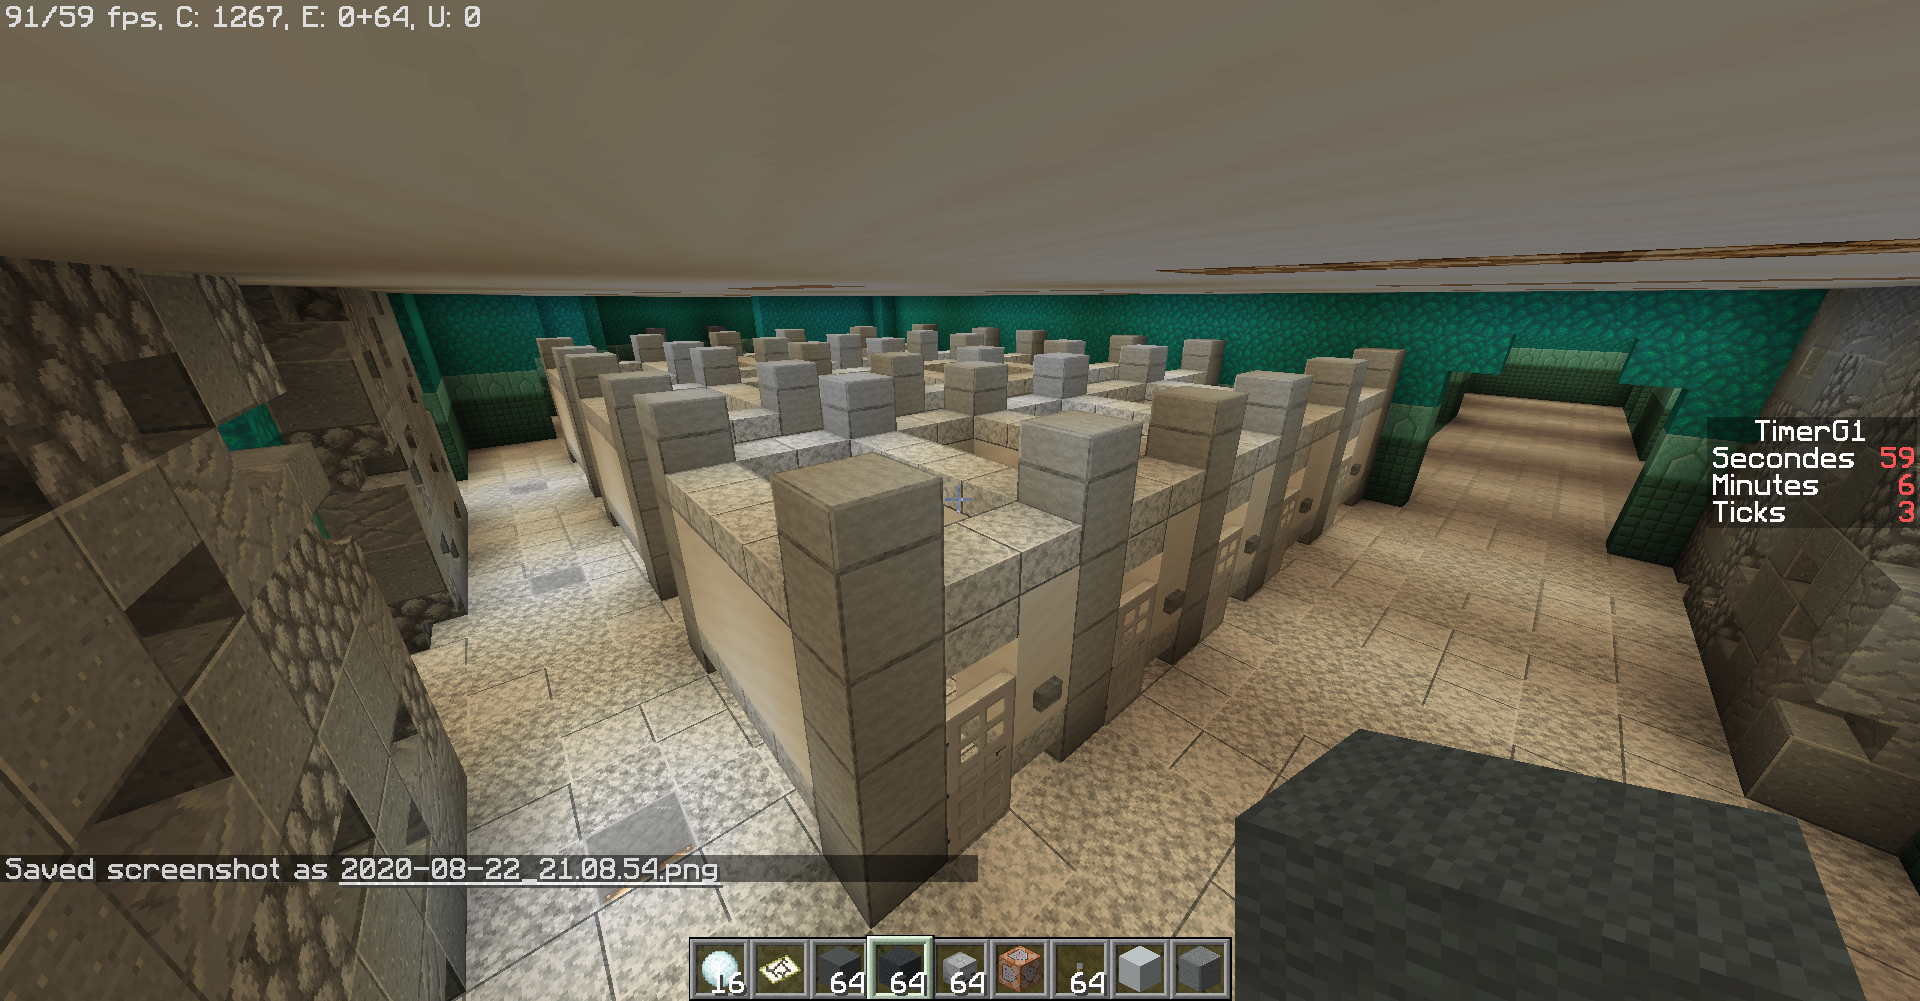 91/59 fps, C: 1267, E: 0+64, U: 0
TimerG1
Secondes 59
Minutes 6
Ticks 3
Saved screenshot as 2020-08-22_21.08.54.png
16 64 64 64 64